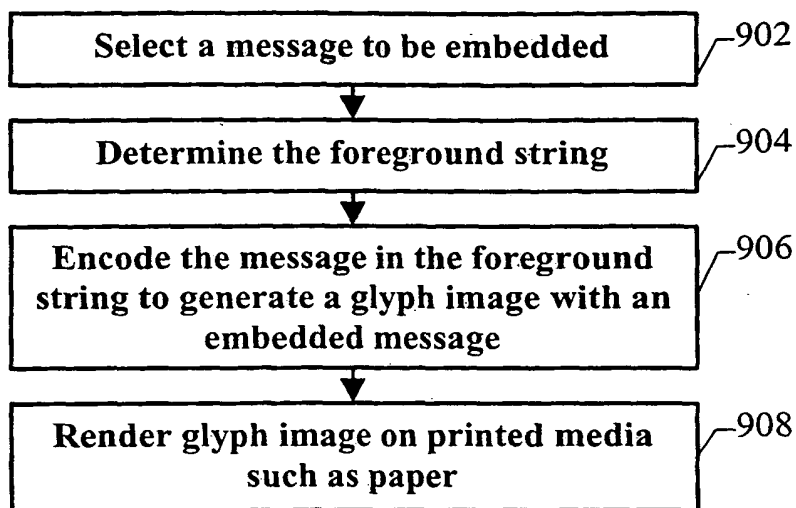 Select a message to be embedded
902
Determine the foreground string
904
Encode the message in the foreground
string to generate a glyph image with an
embedded message
906
Render glyph image on printed media
such as paper
908